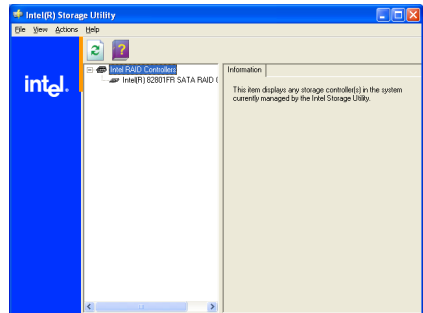 Intel(R) Storage Utility
File View Actions Help
intel.
Intel RAID Controllers
Intel(R) 82801FR SATA RAID
Information
This item displays any storage controller(s) in the system
currently managed by the Intel Storage Utility.